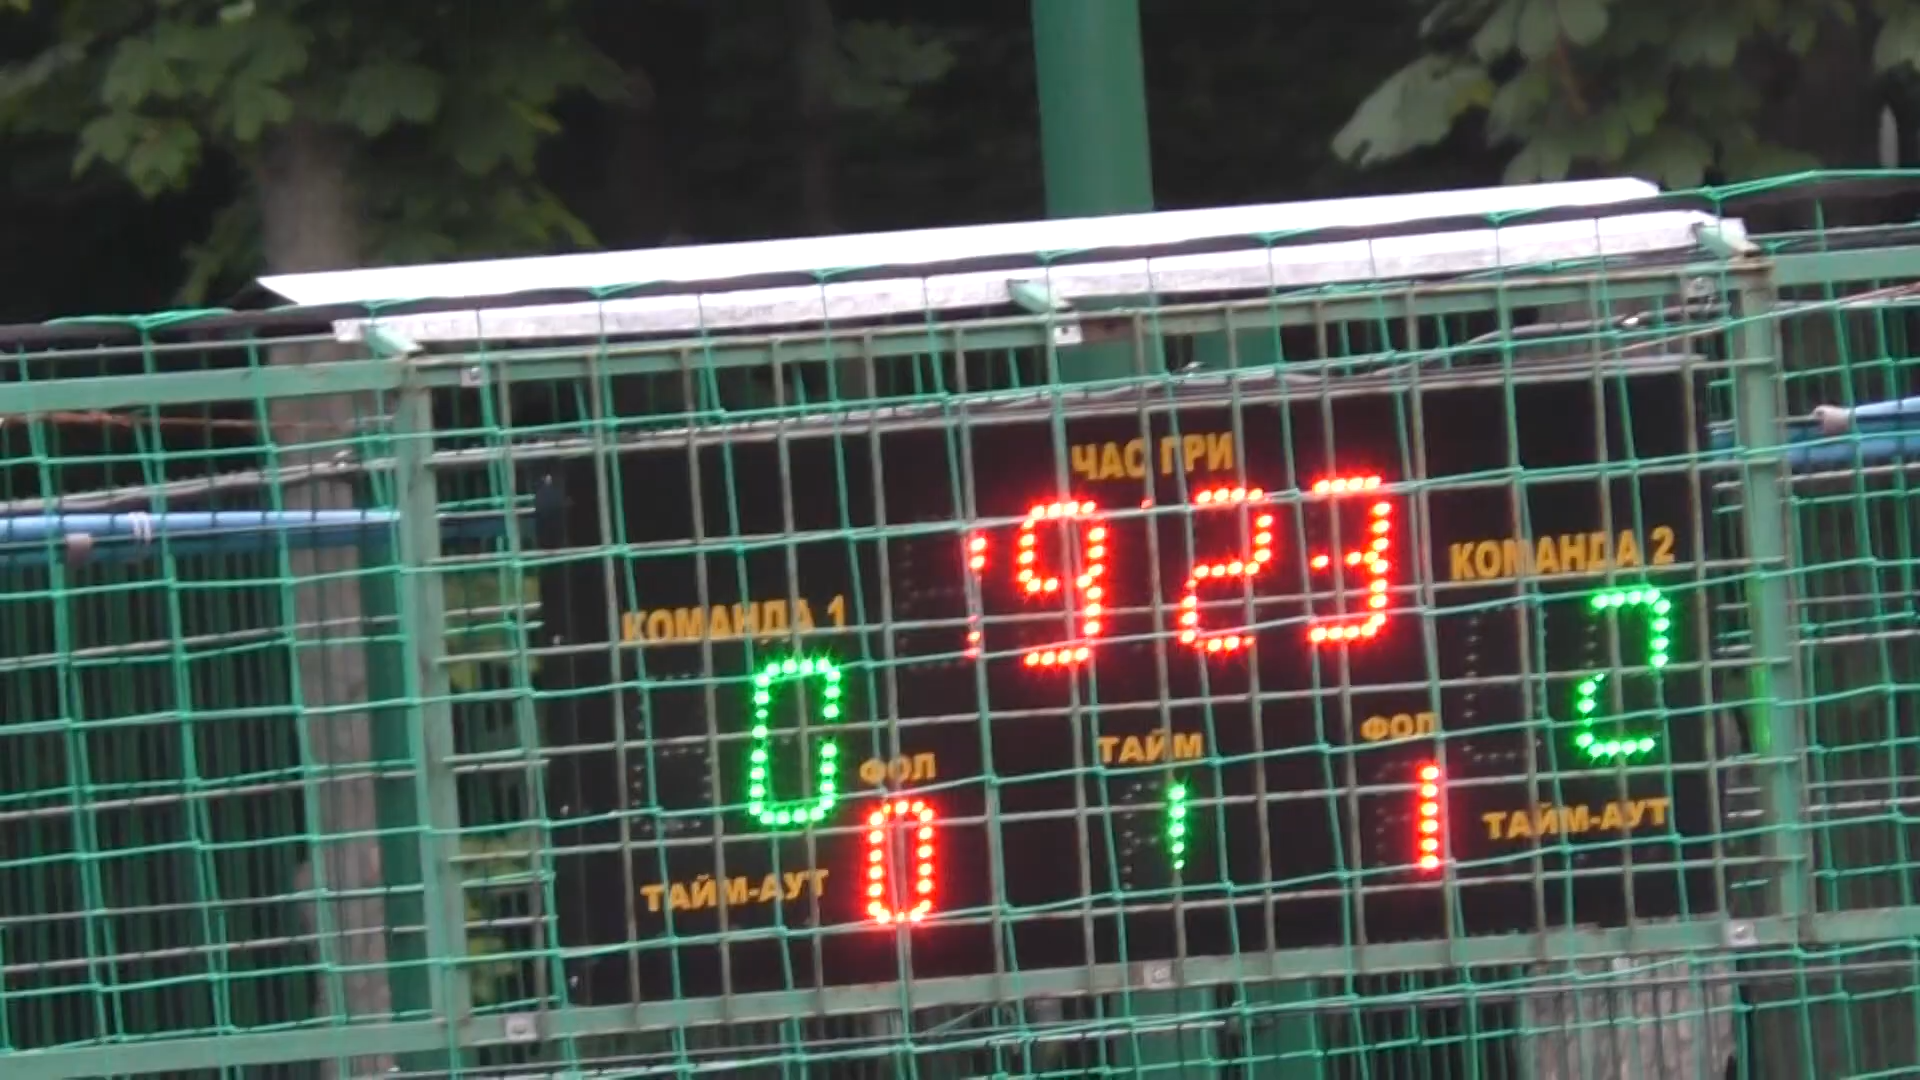 ЧАС ГРИ
19:23
КОМАНДА 1
КОМАНДА 2
0
2
ФОЛ
ТАЙМ
ФОЛ
0
1
1
ТАЙМ-АУТ
ТАЙМ-АУТ